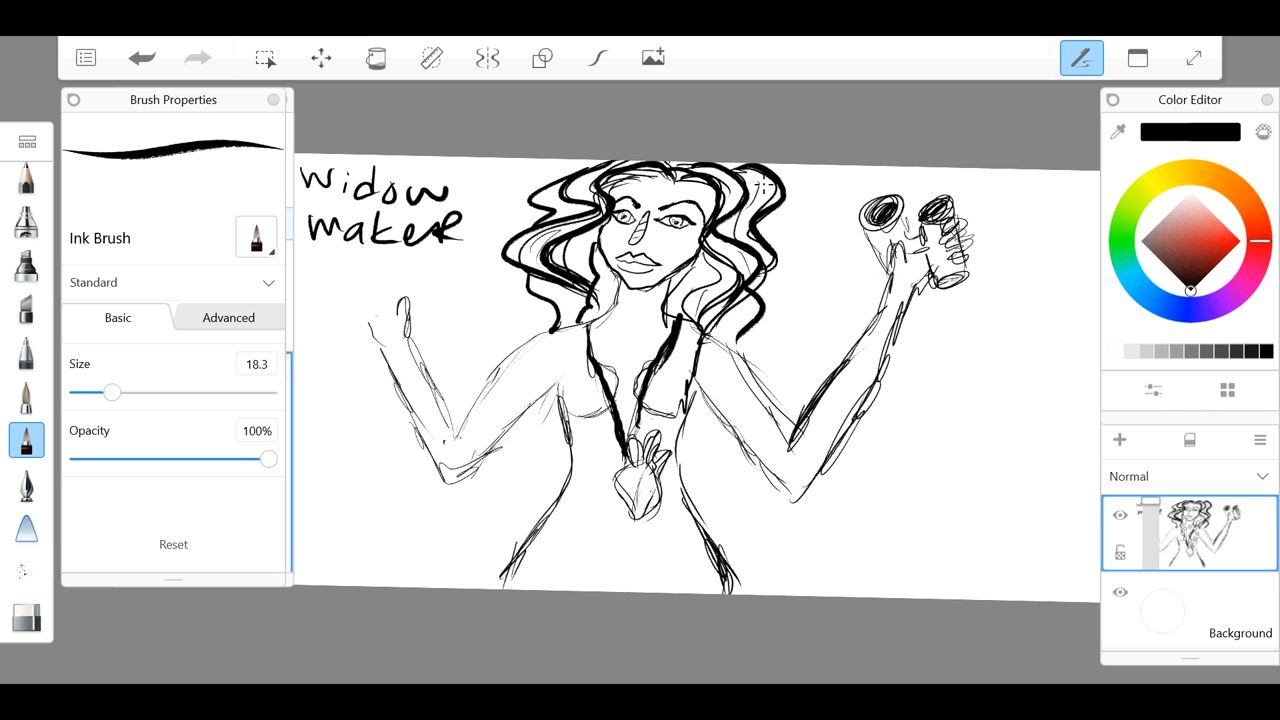 Brush Properties
Ink Brush
Standard
Basic
Advanced
Size
18.3
Opacity
100%
Reset
widow
maker
Color Editor
Normal
Background